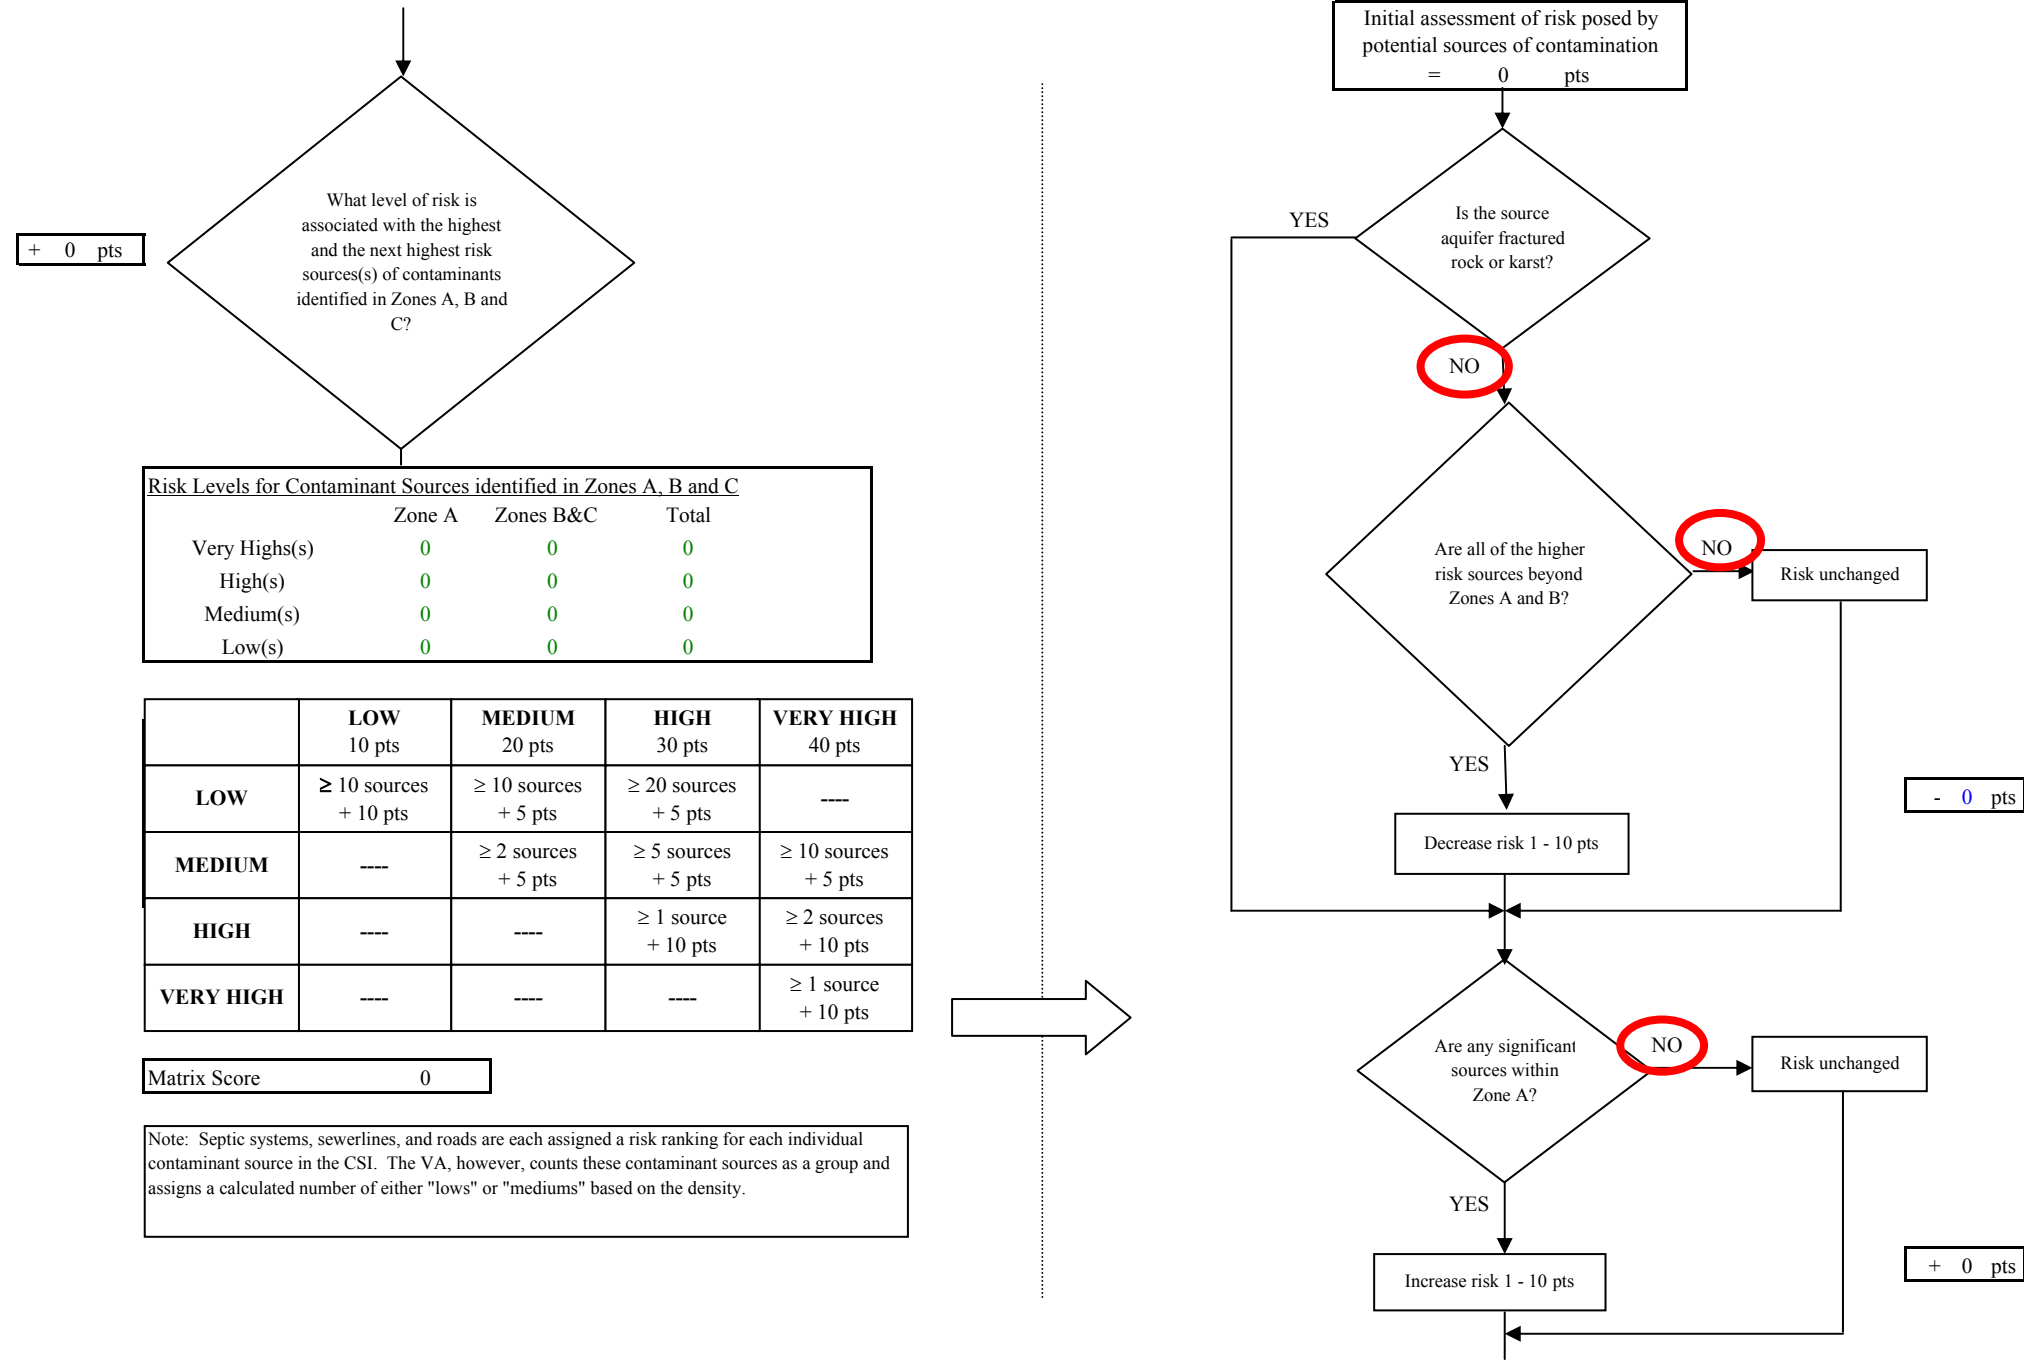 + 0 pts
What level of risk is
associated with the highest
and the next highest risk
sources(s) of contaminants
identified in Zones A, B and
C?
Risk Levels for Contaminant Sources identified in Zones A, B and C
Zone A Zones B&C Total
Very Highs(s) 0 0 0
High(s) 0 0 0
Medium(s) 0 0 0
Low(s) 0 0 0
LOW MEDIUM HIGH VERY HIGH
10 pts 20 pts 30 pts 40 pts
LOW ≥ 10 sources ≥ 10 sources ≥ 20 sources ----
+ 10 pts + 5 pts + 5 pts
MEDIUM ---- ≥ 2 sources ≥ 5 sources ≥ 10 sources
+ 5 pts + 5 pts + 5 pts
HIGH ---- ---- ≥ 1 source ≥ 2 sources
+ 10 pts + 10 pts
VERY HIGH ---- ---- ---- ≥ 1 source
+ 10 pts
Matrix Score 0
Note: Septic systems, sewerlines, and roads are each assigned a risk ranking for each individual
contaminant source in the CSI. The VA, however, counts these contaminant sources as a group and
assigns a calculated number of either "lows" or "mediums" based on the density.
Initial assessment of risk posed by
potential sources of contamination
= 0 pts
YES
Is the source
aquifer fractured
rock or karst?
NO
Are all of the higher
risk sources beyond
Zones A and B?
NO
Risk unchanged
YES
- 0 pts
Decrease risk 1 - 10 pts
Are any significant
sources within
Zone A?
NO
Risk unchanged
YES
+ 0 pts
Increase risk 1 - 10 pts